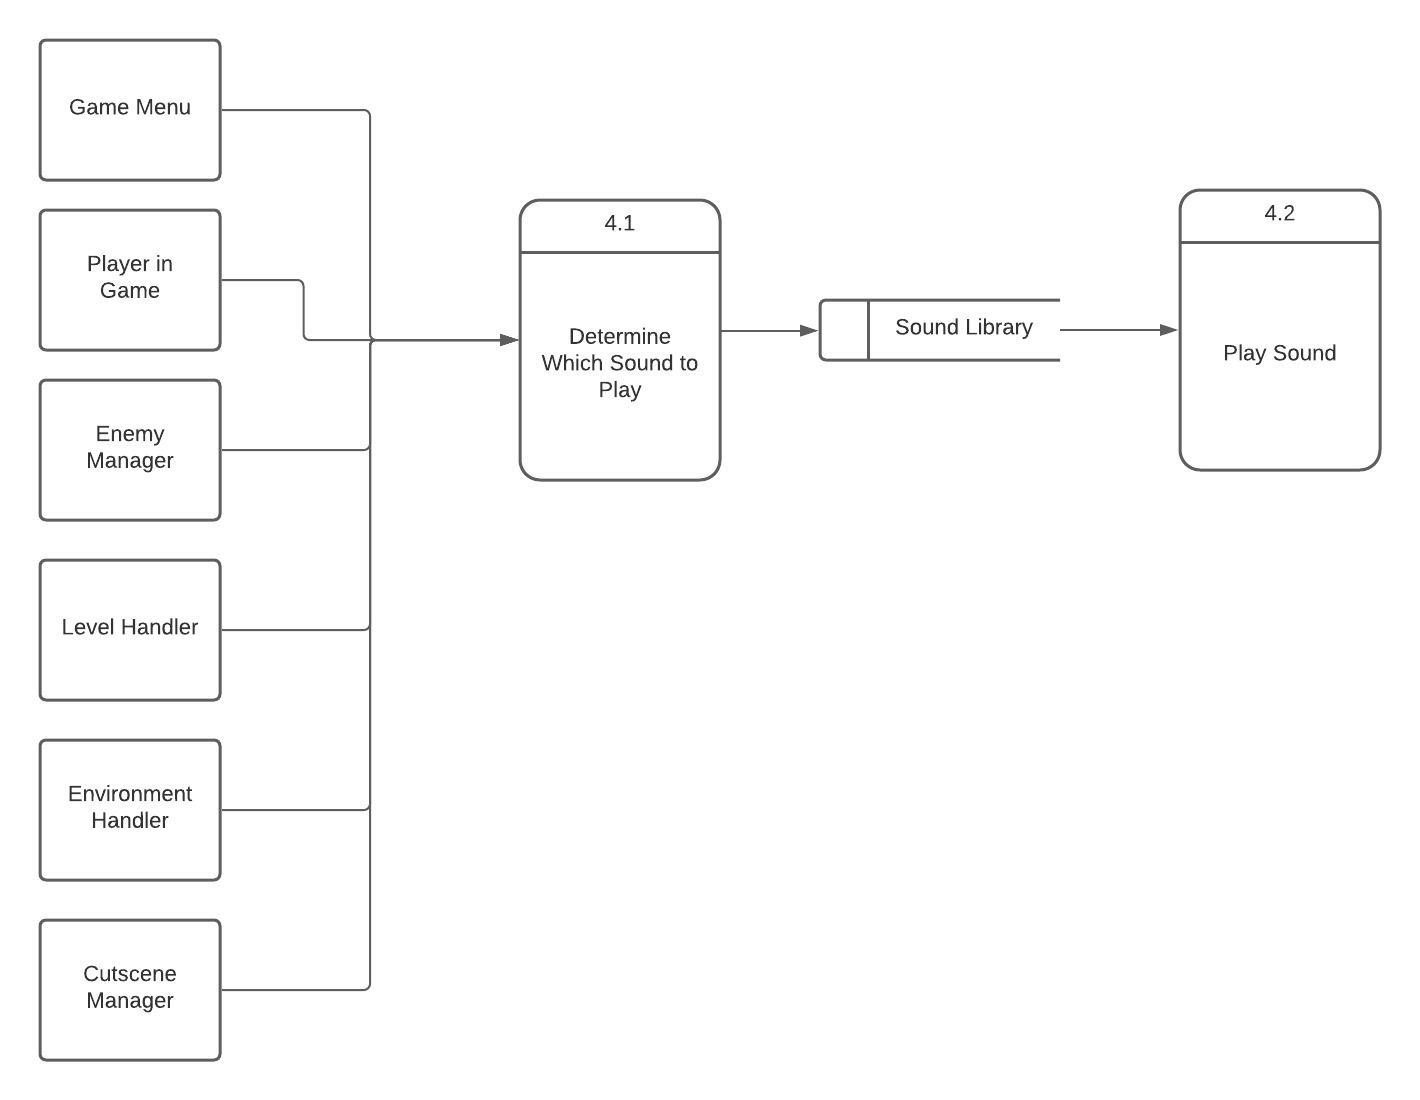 Game Menu
Player in
Game
Enemy
Manager
Level Handler
Environment
Handler
Cutscene
Manager
4.1
Determine
Which Sound to
Play
Sound Library
4.2
Play Sound